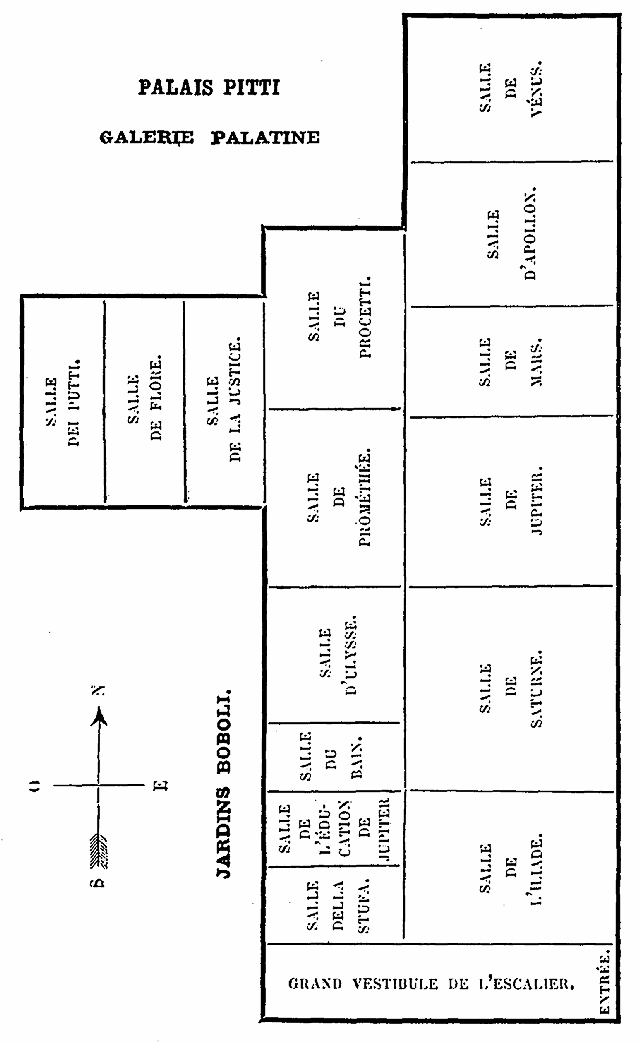 PALAIS PITTI
GALERIE PALATINE
SALLE
DE
VÉNUS.
SALLE
D'APOLLON.
SALLE
DU
PROCETTI.
SALLE
DE
MARS.
SALLE
DEI PUTTI.
SALLE
DE FLORE.
SALLE
DE LA JUSTICE.
SALLE
DE
PROMÉTHÉE.
SALLE
DE
JUPITER.
SALLE
D'ULYSSE.
SALLE
DE
SATURNE.
N
O
E
JARDINS BOBOLI.
SALLE
DU
BAIN.
SALLE
DE
L'ÉDU-
CATION
DE
JUPITER
SALLE
DELLA
STUFA.
SALLE
DE
L'ILIADE.
GRAND VESTIBULE DE L'ESCALIER.
ENTRÉE.